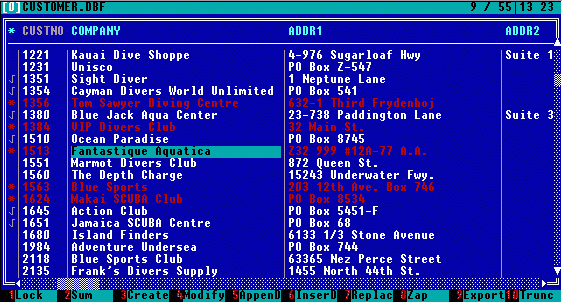 [0]CUSTOMER.DBF 9 / 55 13 23
* CUSTNO COMPANY ADDR1 ADDR2
1221 Kauai Dive Shoppe 4-976 Sugarloaf Hwy Suite 1
1231 Unisco PO Box Z-547
√ 1351 Sight Diver 1 Neptune Lane
√ 1354 Cayman Divers World Unlimited PO Box 541
* 1356 Tom Sawyer Diving Centre 632-1 Third Frydenhoj
√ 1380 Blue Jack Aqua Center 23-738 Paddington Lane Suite 3
* 1384 VIP Divers Club 32 Main St.
√ 1510 Ocean Paradise PO Box 8745
* 1513 Fantastique Aquatica Z32 999 #12A-77 A.A.
1551 Marmot Divers Club 872 Queen St.
1560 The Depth Charge 15243 Underwater Fwy.
* 1563 Blue Sports 203 12th Ave. Box 746
* 1624 Makai SCUBA Club PO Box 8534
√ 1645 Action Club PO Box 5451-F
√ 1651 Jamaica SCUBA Centre PO Box 68
1680 Island Finders 6133 1/3 Stone Avenue
1984 Adventure Undersea PO Box 744
2118 Blue Sports Club 63365 Nez Perce Street
2135 Frank's Divers Supply 1455 North 44th St.
1Lock 2Sum 3Create 4Modify 5AppenD 6InserD 7Replac 8Zap 9Export 10Trunc